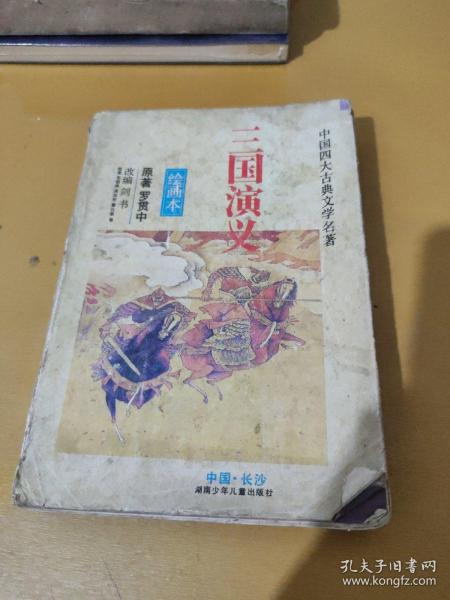 中国四大古典文学名著
三国演义
绘画本
原著 罗贯中
改编 剑书
中国·长沙
湖南少年儿童出版社
孔夫子旧书网
www.kongfz.com